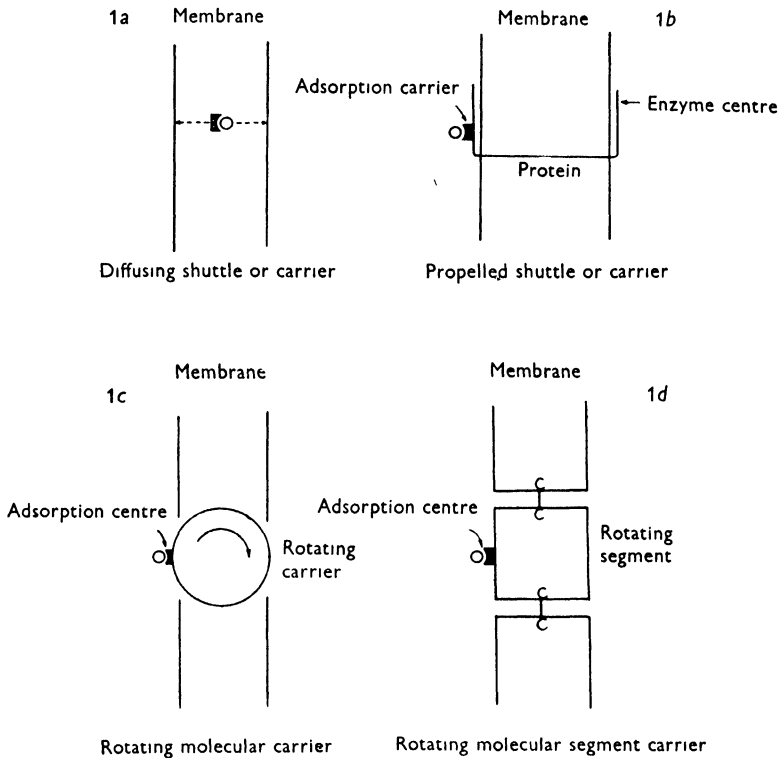 1a
Membrane
Diffusing shuttle or carrier
Membrane
1b
Adsorption carrier
Enzyme centre
Protein
Propelled shuttle or carrier
Membrane
1c
Adsorption centre
Rotating
carrier
Rotating molecular carrier
Membrane
1d
C
C
Adsorption centre
Rotating
segment
C
C
Rotating molecular segment carrier